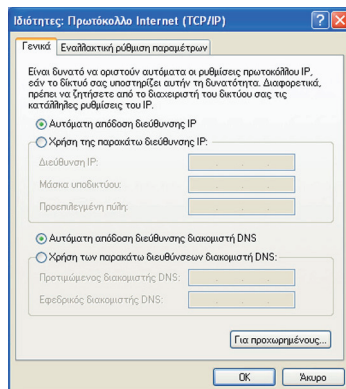 Ιδιότητες: Πρωτόκολλο Internet (TCP/IP)
Γενικά Εναλλακτική ρύθμιση παραμέτρων
Είναι δυνατό να οριστούν αυτόματα οι ρυθμίσεις πρωτοκόλλου IP,
εάν το δίκτυό σας υποστηρίζει αυτήν τη δυνατότητα. Διαφορετικά,
πρέπει να ζητήσετε από το διαχειριστή του δικτύου σας τις
κατάλληλες ρυθμίσεις του IP.
Αυτόματη απόδοση διεύθυνσης IP
Χρήση της παρακάτω διεύθυνσης IP:
Διεύθυνση IP:
Μάσκα υποδικτύου:
Προεπιλεγμένη πύλη:
Αυτόματη απόδοση διεύθυνσης διακομιστή DNS
Χρήση των παρακάτω διευθύνσεων διακομιστή DNS:
Προτιμώμενος διακομιστής DNS:
Εφεδρικός διακομιστής DNS:
Για προχωρημένους...
OK Άκυρο